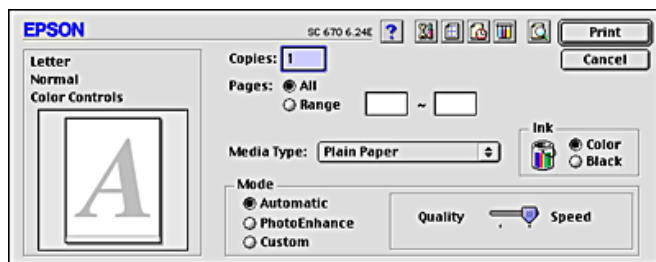 EPSON
SC 670 6.24E
?
Print
Cancel
Letter
Normal
Color Controls
A
Copies: 1
Pages: All
Range ~
Media Type: Plain Paper
Ink
Color
Black
Mode
Automatic
PhotoEnhance
Custom
Quality Speed